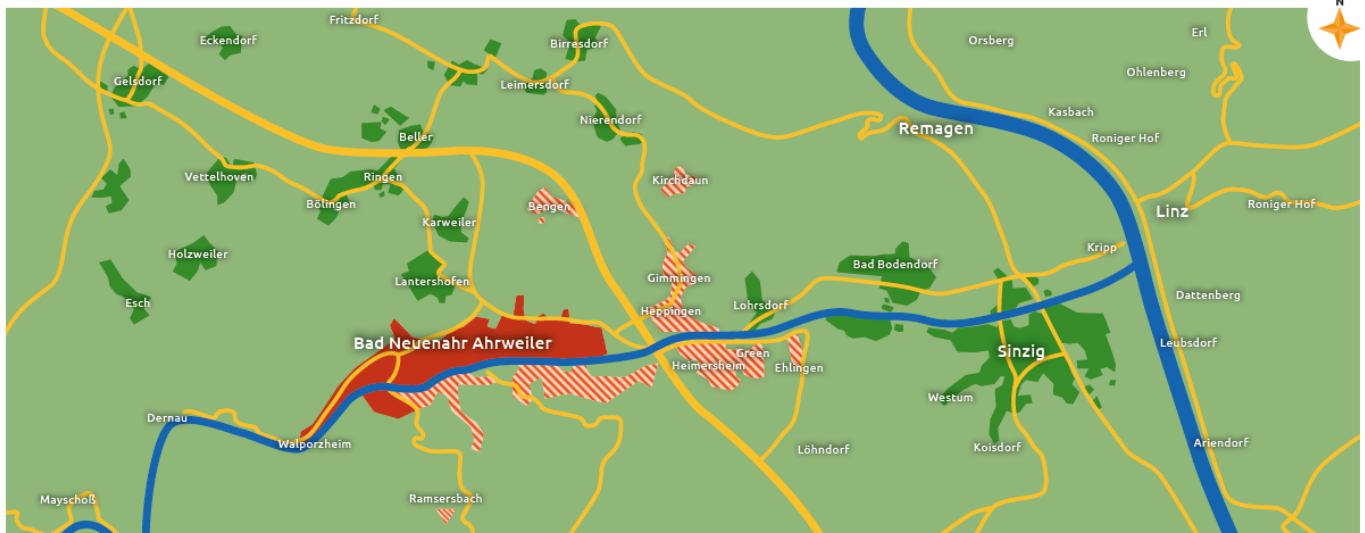 N
Fritzdorf
Eckendorf
Birresdorf
Orsberg
Erl
Gelsdorf
Leimersdorf
Ohlenberg
Nierendorf
Kasbach
Beller
Remagen
Roniger Hof
Vettelhoven
Ringen
Kirchdaun
Bölingen
Bengen
Linz
Roniger Hof
Karweiler
Holzweiler
Kripp
Lantershofen
Gimmingen
Bad Bodendorf
Esch
Heppingen
Lohrsdorf
Dattenberg
Bad Neuenahr Ahrweiler
Green
Sinzig
Leubsdorf
Heimersheim
Ehlingen
Westum
Dernau
Walporzheim
Löhndorf
Koisdorf
Ariendorf
Mayschoß
Ramsersbach